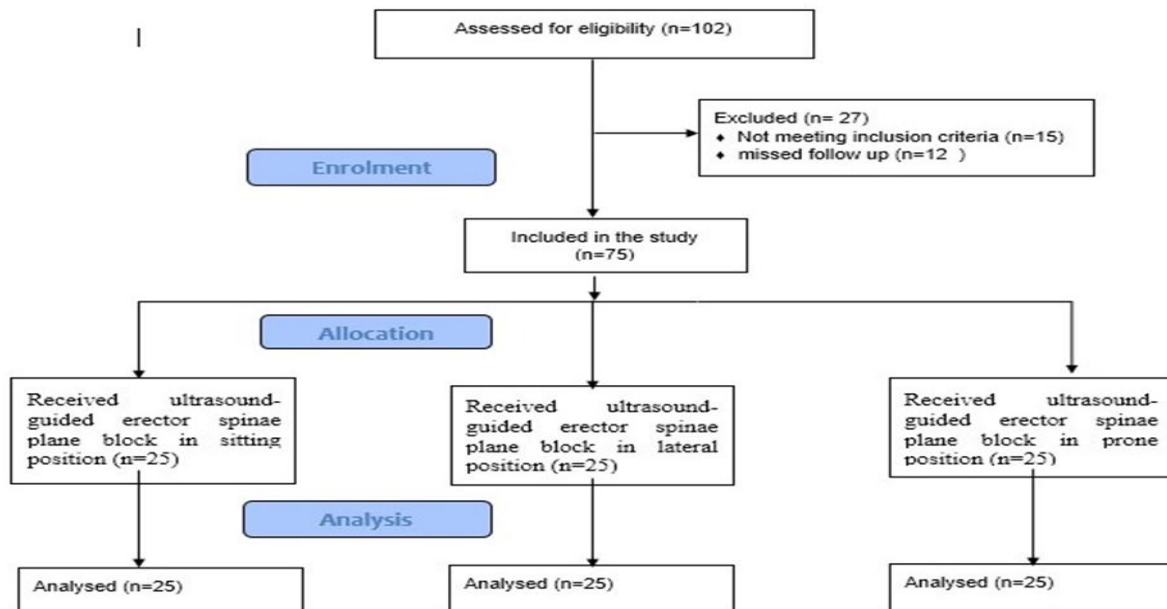 Assessed for eligibility (n=102)
Excluded (n= 27)
♦ Not meeting inclusion criteria (n=15)
♦ missed follow up (n=12 )
Enrolment
Included in the study
(n=75)
Allocation
Received ultrasound-
guided erector spinae
plane block in sitting
position (n=25)
Received ultrasound-
guided erector spinae
plane block in lateral
position (n=25)
Received ultrasound-
guided erector spinae
plane block in prone
position (n=25)
Analysis
Analysed (n=25)
Analysed (n=25)
Analysed (n=25)